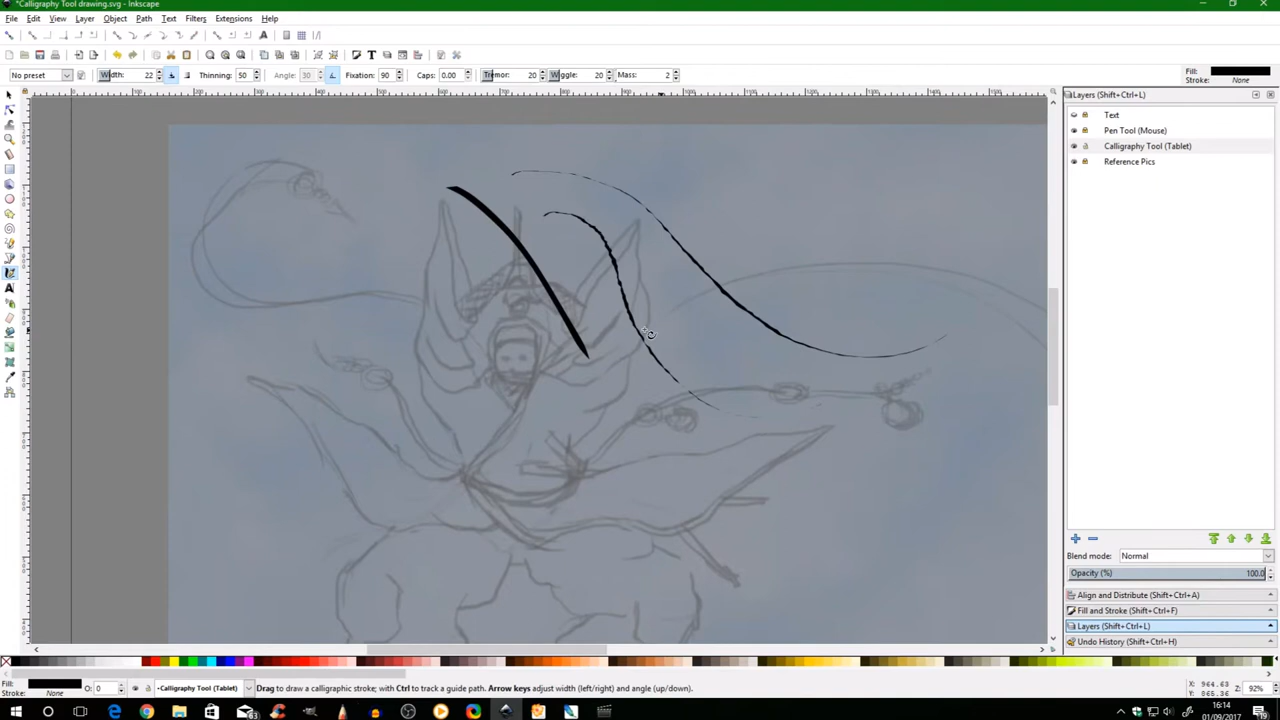 *Calligraphy Tool drawing.svg - Inkscape
File Edit View Layer Object Path Text Filters Extensions Help
No preset Width: 22 Thinning: 50 Angle: 30 Fixation: 90 Caps: 0.00 Tremor: 20 Wiggle: 20 Mass: 2 Fill: Stroke: None
Layers (Shift+Ctrl+L)
Text
Pen Tool (Mouse)
Calligraphy Tool (Tablet)
Reference Pics
Blend mode: Normal
Opacity (%) 100.0
Align and Distribute (Shift+Ctrl+A)
Fill and Stroke (Shift+Ctrl+F)
Layers (Shift+Ctrl+L)
Undo History (Shift+Ctrl+H)
Fill: Stroke: None O: 0 •Calligraphy Tool (Tablet) Drag to draw a calligraphic stroke; with Ctrl to track a guide path. Arrow keys adjust width (left/right) and angle (up/down). X: 964.63 Y: 865.36 Z: 92%
16:14
01/09/2017